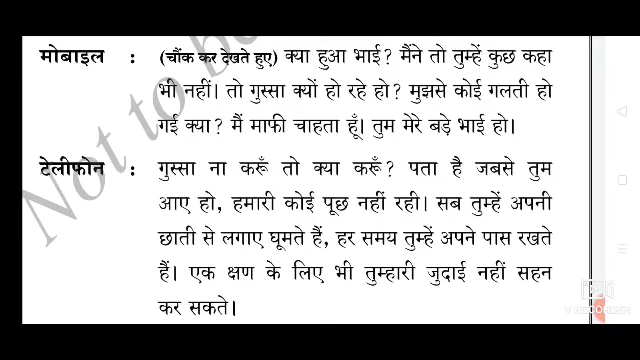 मोबाइल : (चौंक कर देखते हुए) क्या हुआ भाई? मैंने तो तुम्हें कुछ कहा
भी नहीं। तो गुस्सा क्यों हो रहे हो? मुझसे कोई गलती हो
गई क्या? मैं माफी चाहता हूँ। तुम मेरे बड़े भाई हो।
टेलीफोन : गुस्सा ना करूँ तो क्या करूँ? पता है जबसे तुम
आए हो, हमारी कोई पूछ नहीं रही। सब तुम्हें अपनी
छाती से लगाए घूमते हैं, हर समय तुम्हें अपने पास रखते
हैं। एक क्षण के लिए भी तुम्हारी जुदाई नहीं सहन
कर सकते।
Not to be